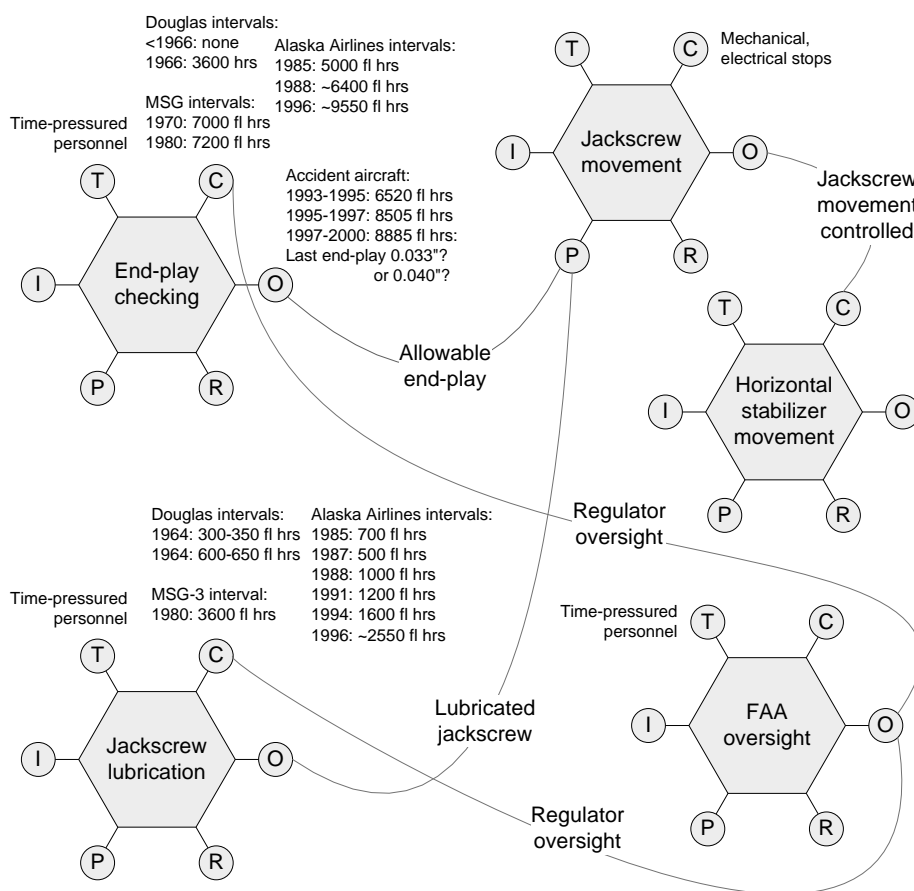 Douglas intervals:
<1966: none
1966: 3600 hrs
MSG intervals:
1970: 7000 fl hrs
1980: 7200 fl hrs
Alaska Airlines intervals:
1985: 5000 fl hrs
1988: ~6400 fl hrs
1996: ~9550 fl hrs
Time-pressured
personnel
T
C
I
End-play
checking
O
P
R
Accident aircraft:
1993-1995: 6520 fl hrs
1995-1997: 8505 fl hrs
1997-2000: 8885 fl hrs:
Last end-play 0.033"?
or 0.040"?
Mechanical,
electrical stops
T
C
I
Jackscrew
movement
O
P
R
Jackscrew
movement
controlled
Allowable
end-play
T
C
I
Horizontal
stabilizer
movement
O
P
R
Regulator
oversight
Douglas intervals:
1964: 300-350 fl hrs
1964: 600-650 fl hrs
MSG-3 interval:
1980: 3600 fl hrs
Alaska Airlines intervals:
1985: 700 fl hrs
1987: 500 fl hrs
1988: 1000 fl hrs
1991: 1200 fl hrs
1994: 1600 fl hrs
1996: ~2550 fl hrs
Time-pressured
personnel
T
C
I
Jackscrew
lubrication
O
P
R
Lubricated
jackscrew
Time-pressured
personnel
T
C
I
FAA
oversight
O
P
R
Regulator
oversight